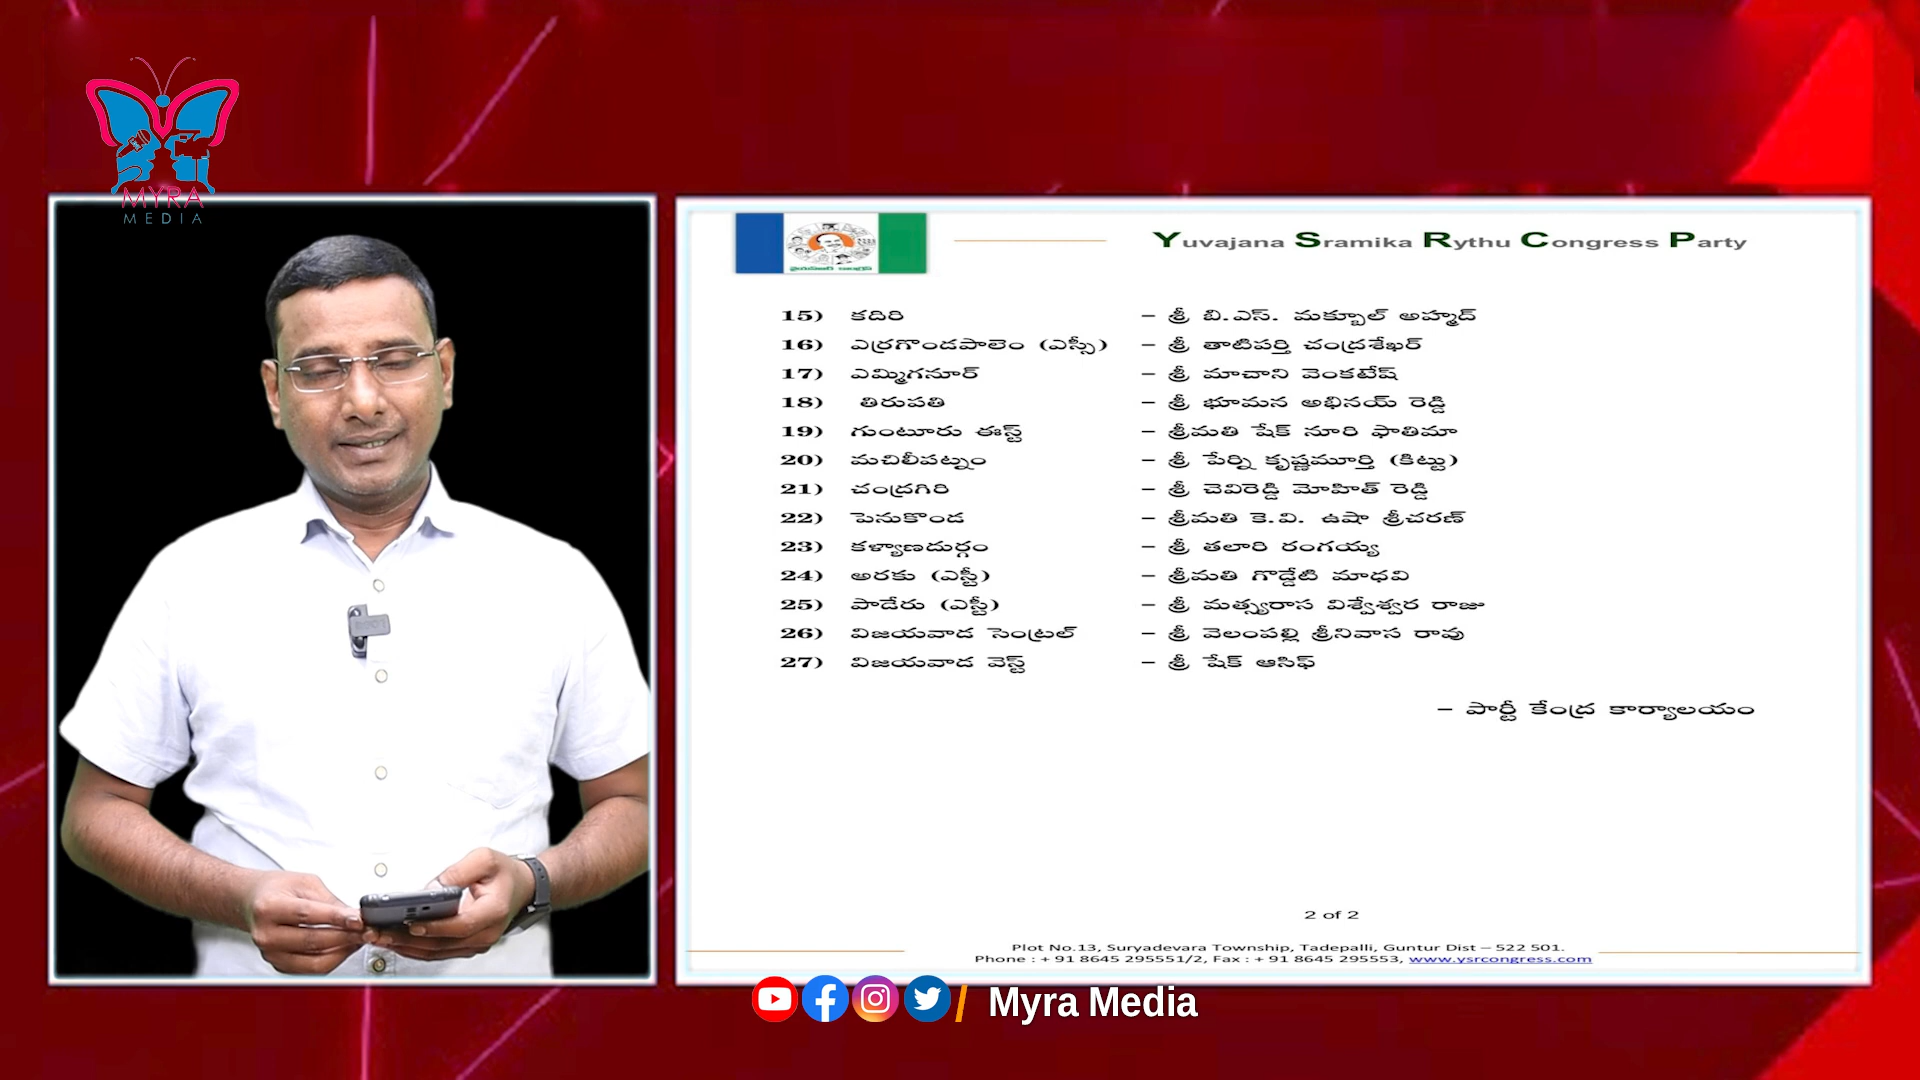 MYRA
MEDIA
Yuvajana Sramika Rythu Congress Party
15) కదిరి – శ్రీ బి.ఎస్. మక్బూల్ అహ్మద్
16) ఎర్రగొండపాలెం (ఎస్సీ) – శ్రీ తాటిపర్తి చంద్రశేఖర్
17) ఎమ్మిగనూర్ – శ్రీ మాచాని వెంకటేష్
18) తిరుపతి – శ్రీ భూమన అభినయ్ రెడ్డి
19) గుంటూరు ఈస్ట్ – శ్రీమతి షేక్ నూరి ఫాతిమా
20) మచిలీపట్నం – శ్రీ పేర్ని కృష్ణమూర్తి (కిట్టు)
21) చంద్రగిరి – శ్రీ చెవిరెడ్డి మోహిత్ రెడ్డి
22) పెనుకొండ – శ్రీమతి కె.వి. ఉషా శ్రీచరణ్
23) కళ్యాణదుర్గం – శ్రీ తలారి రంగయ్య
24) అరకు (ఎస్టీ) – శ్రీమతి గొడ్డేటి మాధవి
25) పాడేరు (ఎస్టీ) – శ్రీ మత్స్యరాస విశ్వేశ్వర రాజు
26) విజయవాడ సెంట్రల్ – శ్రీ వెలంపల్లి శ్రీనివాస రావు
27) విజయవాడ వెస్ట్ – శ్రీ షేక్ ఆసిఫ్
– పార్టీ కేంద్ర కార్యాలయం
2 of 2
Plot No.13, Suryadevara Township, Tadepalli, Guntur Dist – 522 501.
Phone : + 91 8645 295551/2, Fax : + 91 8645 295553, www.ysrcongress.com
/ Myra Media